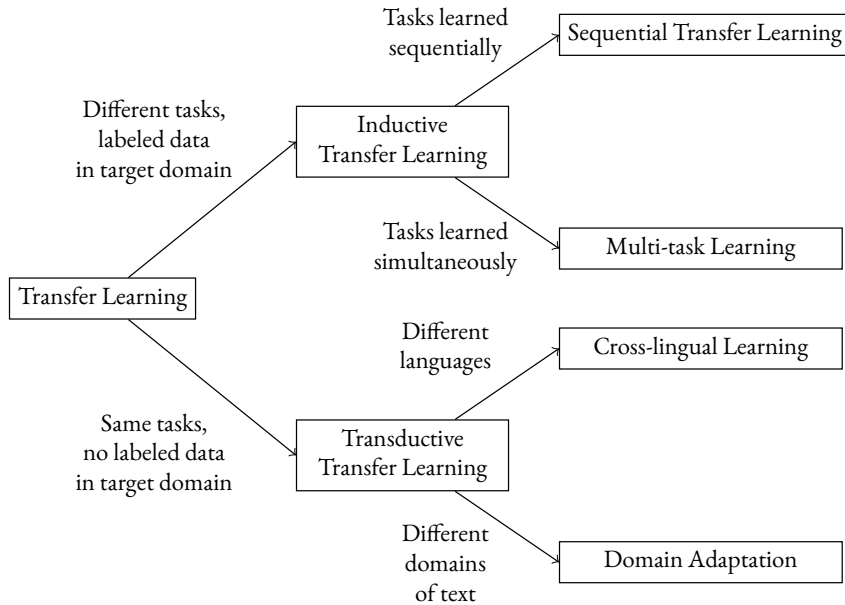 Tasks learned
sequentially
Sequential Transfer Learning
Different tasks,
labeled data
in target domain
Inductive
Transfer Learning
Tasks learned
simultaneously
Multi-task Learning
Transfer Learning
Different
languages
Cross-lingual Learning
Same tasks,
no labeled data
in target domain
Transductive
Transfer Learning
Different
domains
of text
Domain Adaptation